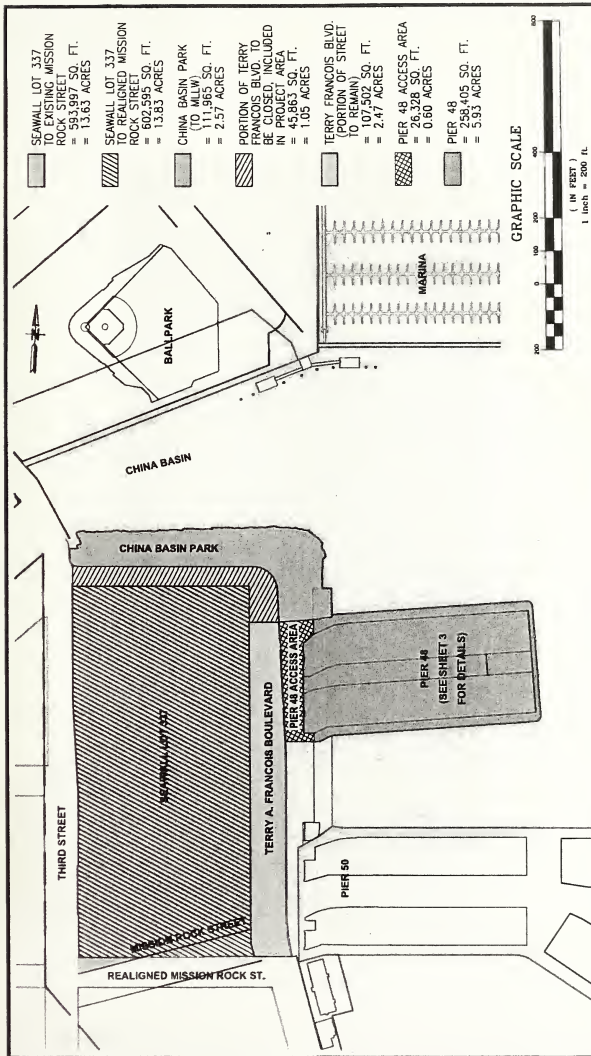 SEAWALL LOT 337
TO EXISTING MISSION
ROCK STREET
= 593,997 SQ. FT.
= 13.63 ACRES
SEAWALL LOT 337
TO REALIGNED MISSION
ROCK STREET
= 602,595 SQ. FT.
= 13.83 ACRES
CHINA BASIN PARK
(TO MLLW)
= 111,965 SQ. FT.
= 2.57 ACRES
PORTION OF TERRY
FRANCOIS BLVD. TO
BE CLOSED, INCLUDED
IN PROJECT AREA
= 45,863 SQ. FT.
= 1.05 ACRES
TERRY FRANCOIS BLVD.
(PORTION OF STREET
TO REMAIN)
= 107,502 SQ. FT.
= 2.47 ACRES
PIER 48 ACCESS AREA
= 26,328 SQ. FT.
= 0.60 ACRES
PIER 48
= 258,405 SQ. FT.
= 5.93 ACRES
GRAPHIC SCALE
200 0 100 200 400 800
( IN FEET )
1 inch = 200 ft.
N
BALLPARK
MARINA
CHINA BASIN
CHINA BASIN PARK
THIRD STREET
SEAWALL LOT 337
TERRY A. FRANCOIS BOULEVARD
PIER 48 ACCESS AREA
PIER 48
(SEE SHEET 3
FOR DETAILS)
MISSION ROCK STREET
REALIGNED MISSION ROCK ST.
PIER 50